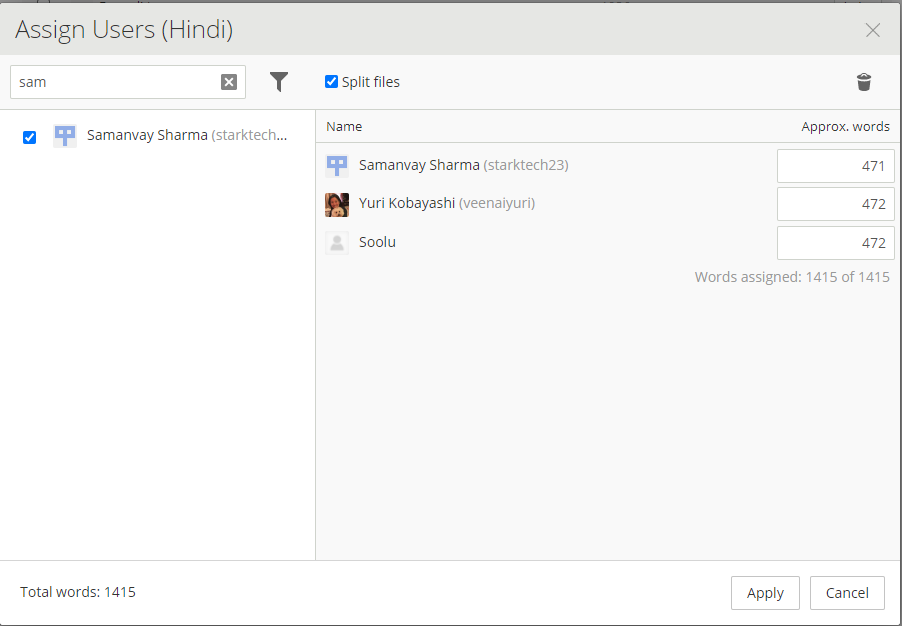 Assign Users (Hindi)
sam
Split files
Samanvay Sharma (starktech...
Name Approx. words
Samanvay Sharma (starktech23) 471
Yuri Kobayashi (veenaiyuri) 472
Soolu 472
Words assigned: 1415 of 1415
Total words: 1415
Apply Cancel